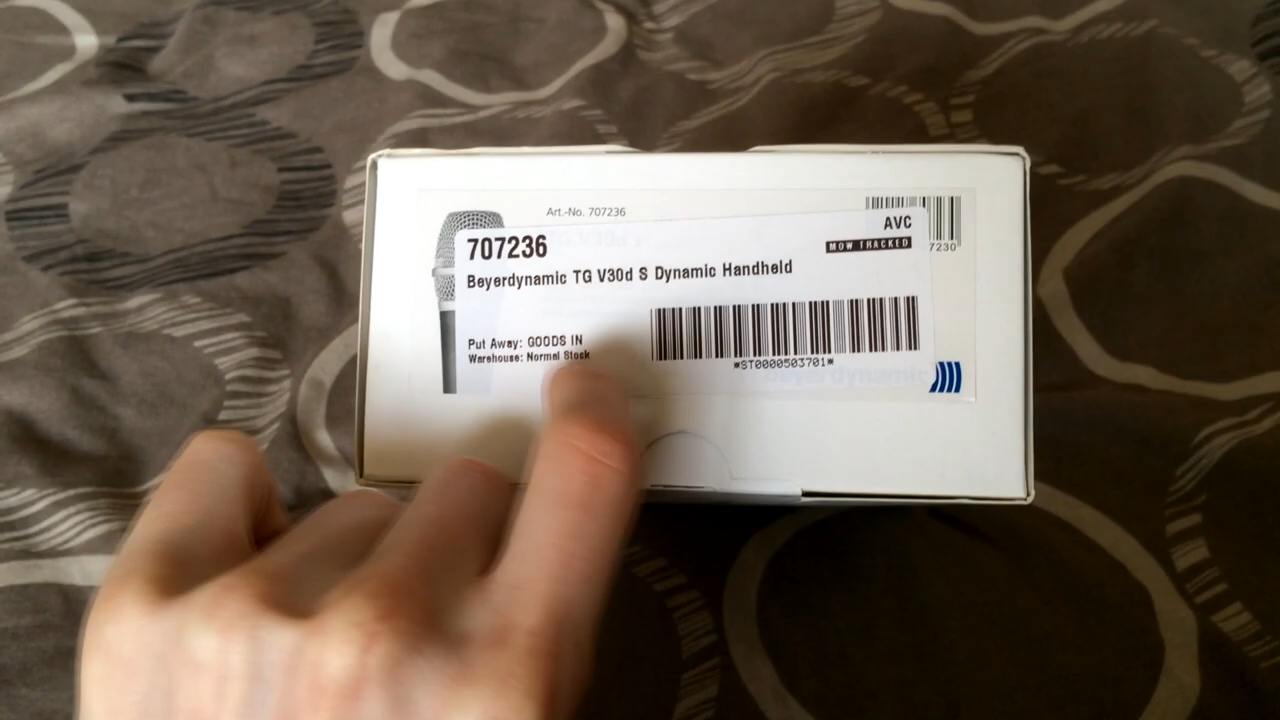 Art.-No. 707236
AVC
707236
MOW TRACKED
7230
Beyerdynamic TG V30d S Dynamic Handheld
Put Away: GOODS IN
Warehouse: Normal Stock
*ST0000503701*
beyerdynamic